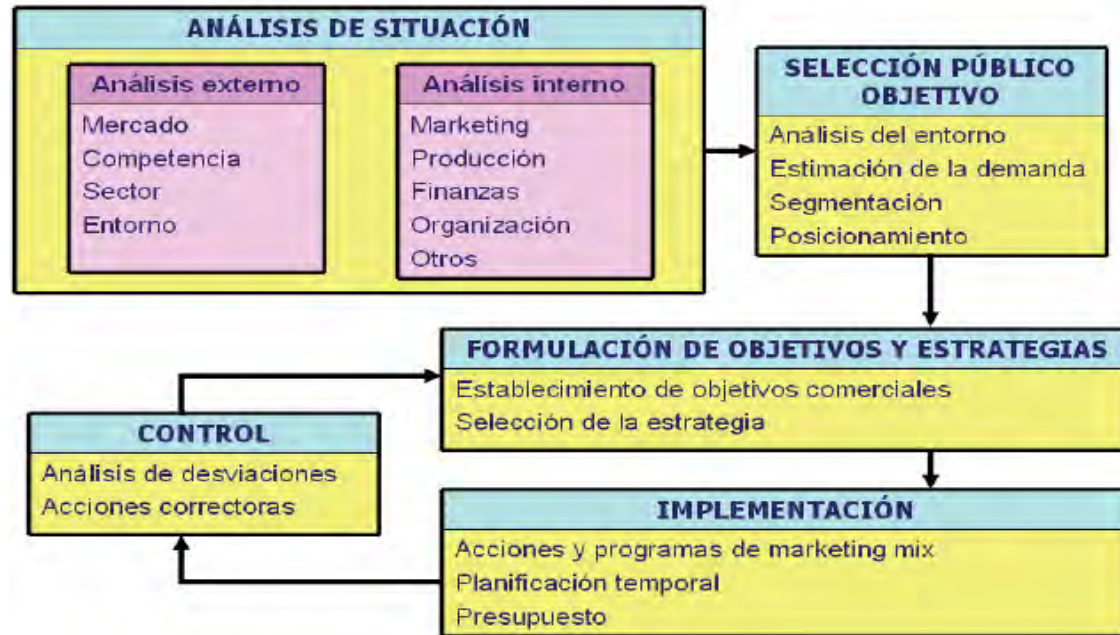 ANÁLISIS DE SITUACIÓN
Análisis externo
Mercado
Competencia
Sector
Entorno
Análisis interno
Marketing
Producción
Finanzas
Organización
Otros
SELECCIÓN PÚBLICO
OBJETIVO
Análisis del entorno
Estimación de la demanda
Segmentación
Posicionamiento
FORMULACIÓN DE OBJETIVOS Y ESTRATEGIAS
Establecimiento de objetivos comerciales
Selección de la estrategia
IMPLEMENTACIÓN
Acciones y programas de marketing mix
Planificación temporal
Presupuesto
CONTROL
Análisis de desviaciones
Acciones correctoras